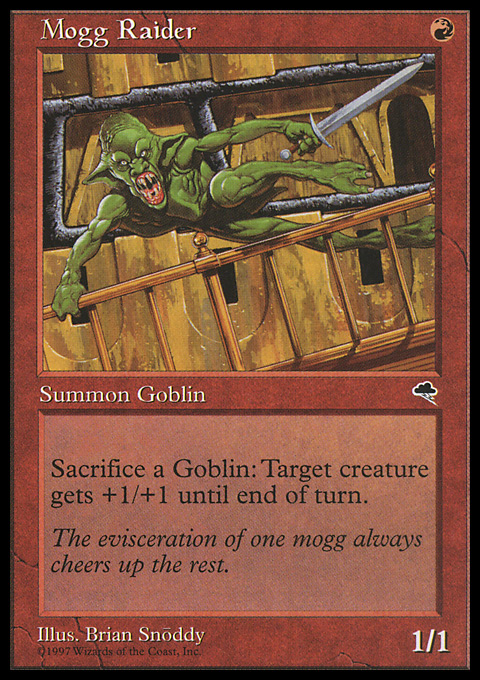 Mogg Raider
Summon Goblin
Sacrifice a Goblin: Target creature
gets +1/+1 until end of turn.
The evisceration of one mogg always
cheers up the rest.
Illus. Brian Snōddy
©1997 Wizards of the Coast, Inc.
1/1